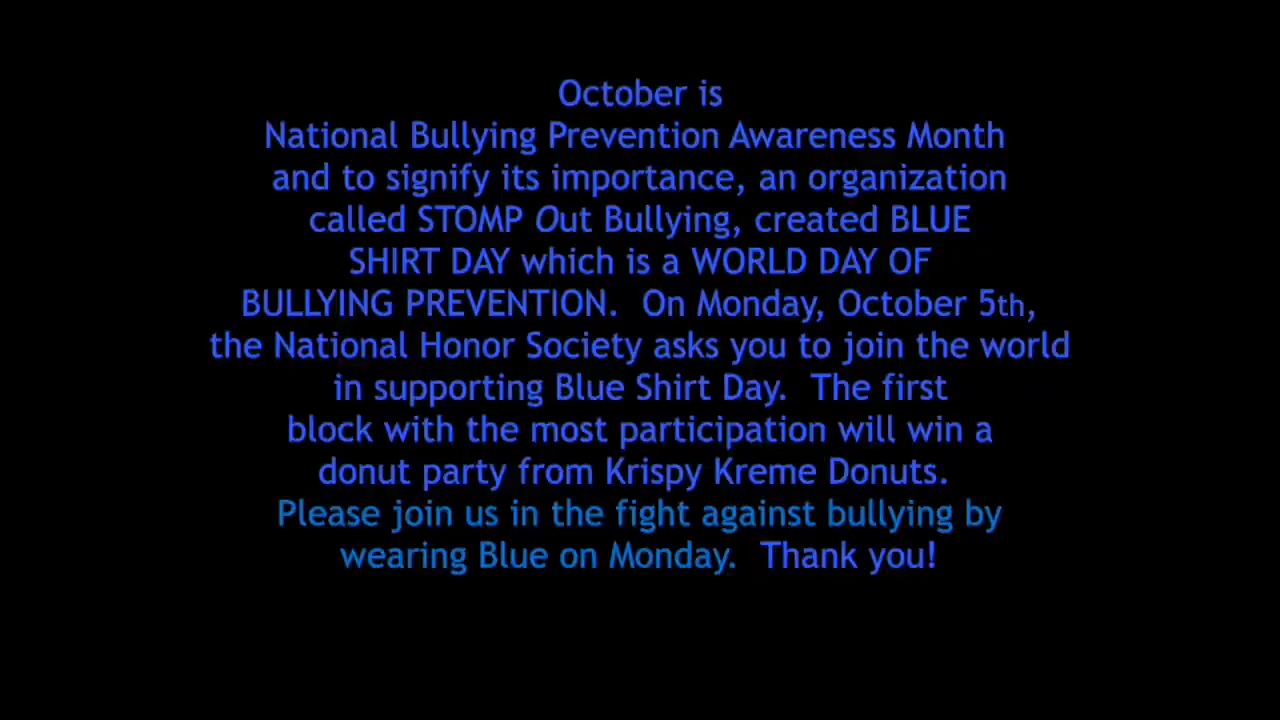 October is
National Bullying Prevention Awareness Month
and to signify its importance, an organization
called STOMP Out Bullying, created BLUE
SHIRT DAY which is a WORLD DAY OF
BULLYING PREVENTION.  On Monday, October 5th,
the National Honor Society asks you to join the world
in supporting Blue Shirt Day.  The first
block with the most participation will win a
donut party from Krispy Kreme Donuts.
Please join us in the fight against bullying by
wearing Blue on Monday.  Thank you!